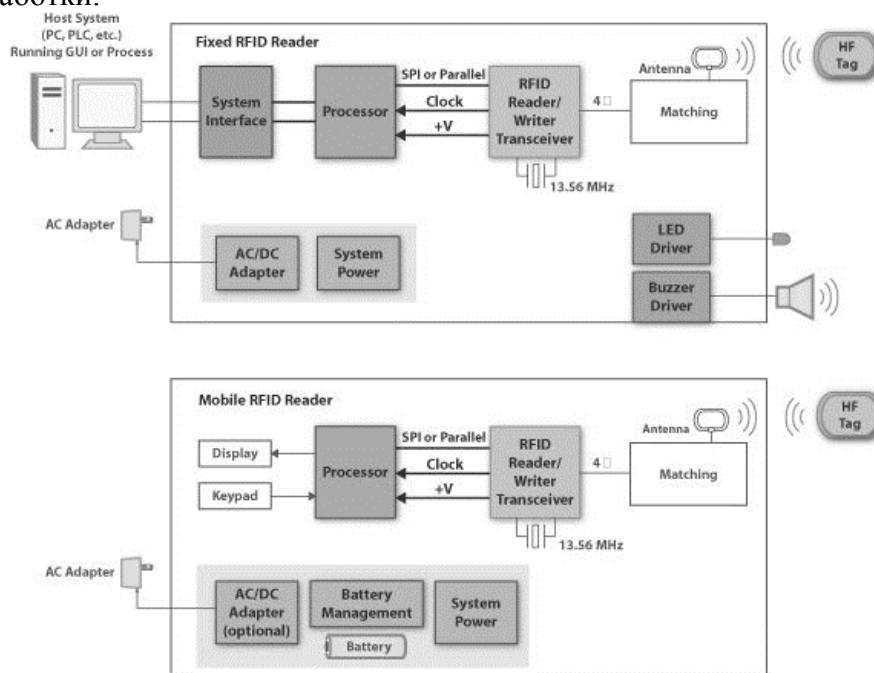 аботки.
Host System
(PC, PLC, etc.)
Running GUI or Process
Fixed RFID Reader
System
Interface
Processor
SPI or Parallel
Clock
+V
RFID
Reader/
Writer
Transceiver
13.56 MHz
4□
Antenna
Matching
HF
Tag
AC Adapter
AC/DC
Adapter
System
Power
LED
Driver
Buzzer
Driver
Mobile RFID Reader
Display
Keypad
Processor
SPI or Parallel
Clock
+V
RFID
Reader/
Writer
Transceiver
13.56 MHz
4□
Antenna
Matching
HF
Tag
AC Adapter
AC/DC
Adapter
(optional)
Battery
Management
Battery
System
Power